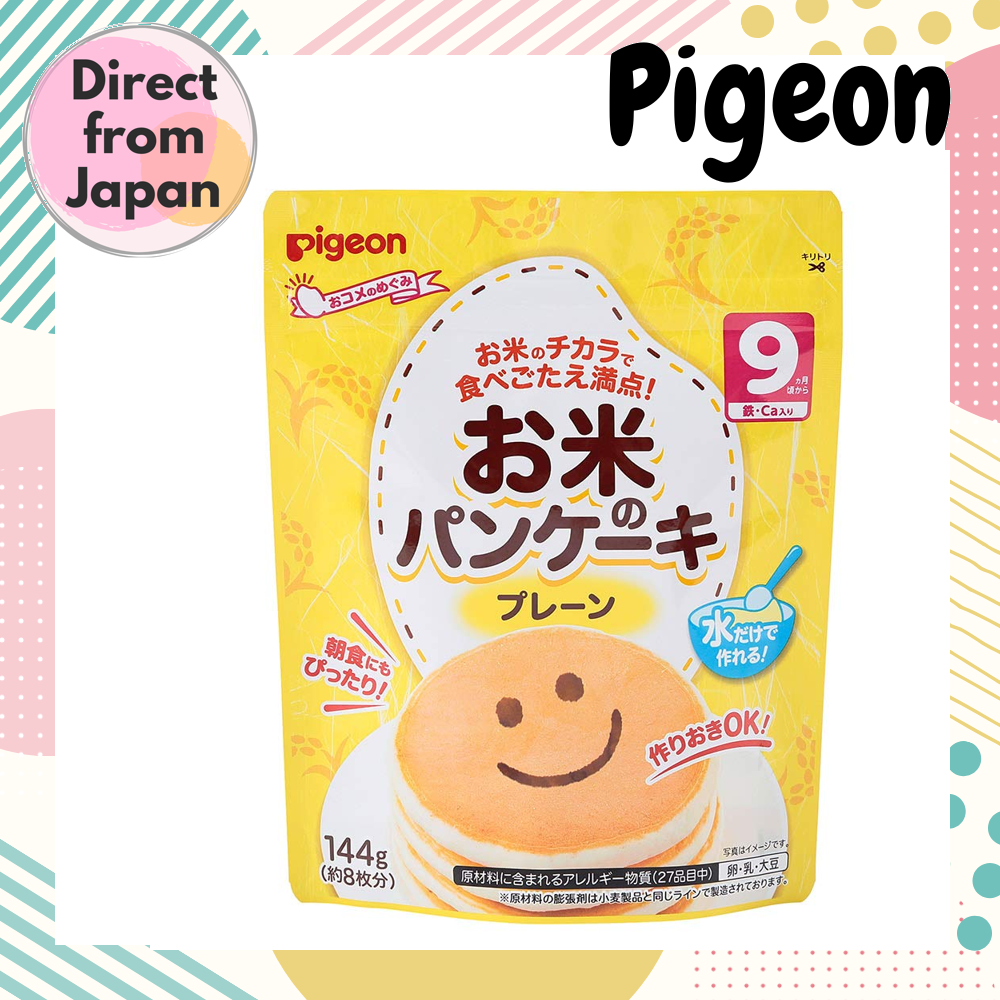 Direct
from
Japan
Pigeon
Pigeon
おコメのめぐみ
キリトリ
お米のチカラで
食べごたえ満点!
9ヵ月頃から
鉄・Ca入り
お米の
パンケーキ
プレーン
水だけで
作れる!
朝食にも
ぴったり!
作りおきOK!
144g
(約8枚分)
写真はイメージです。
原材料に含まれるアレルギー物質(27品目中) 卵・乳・大豆
※原材料の膨張剤は小麦製品と同じラインで製造されております。